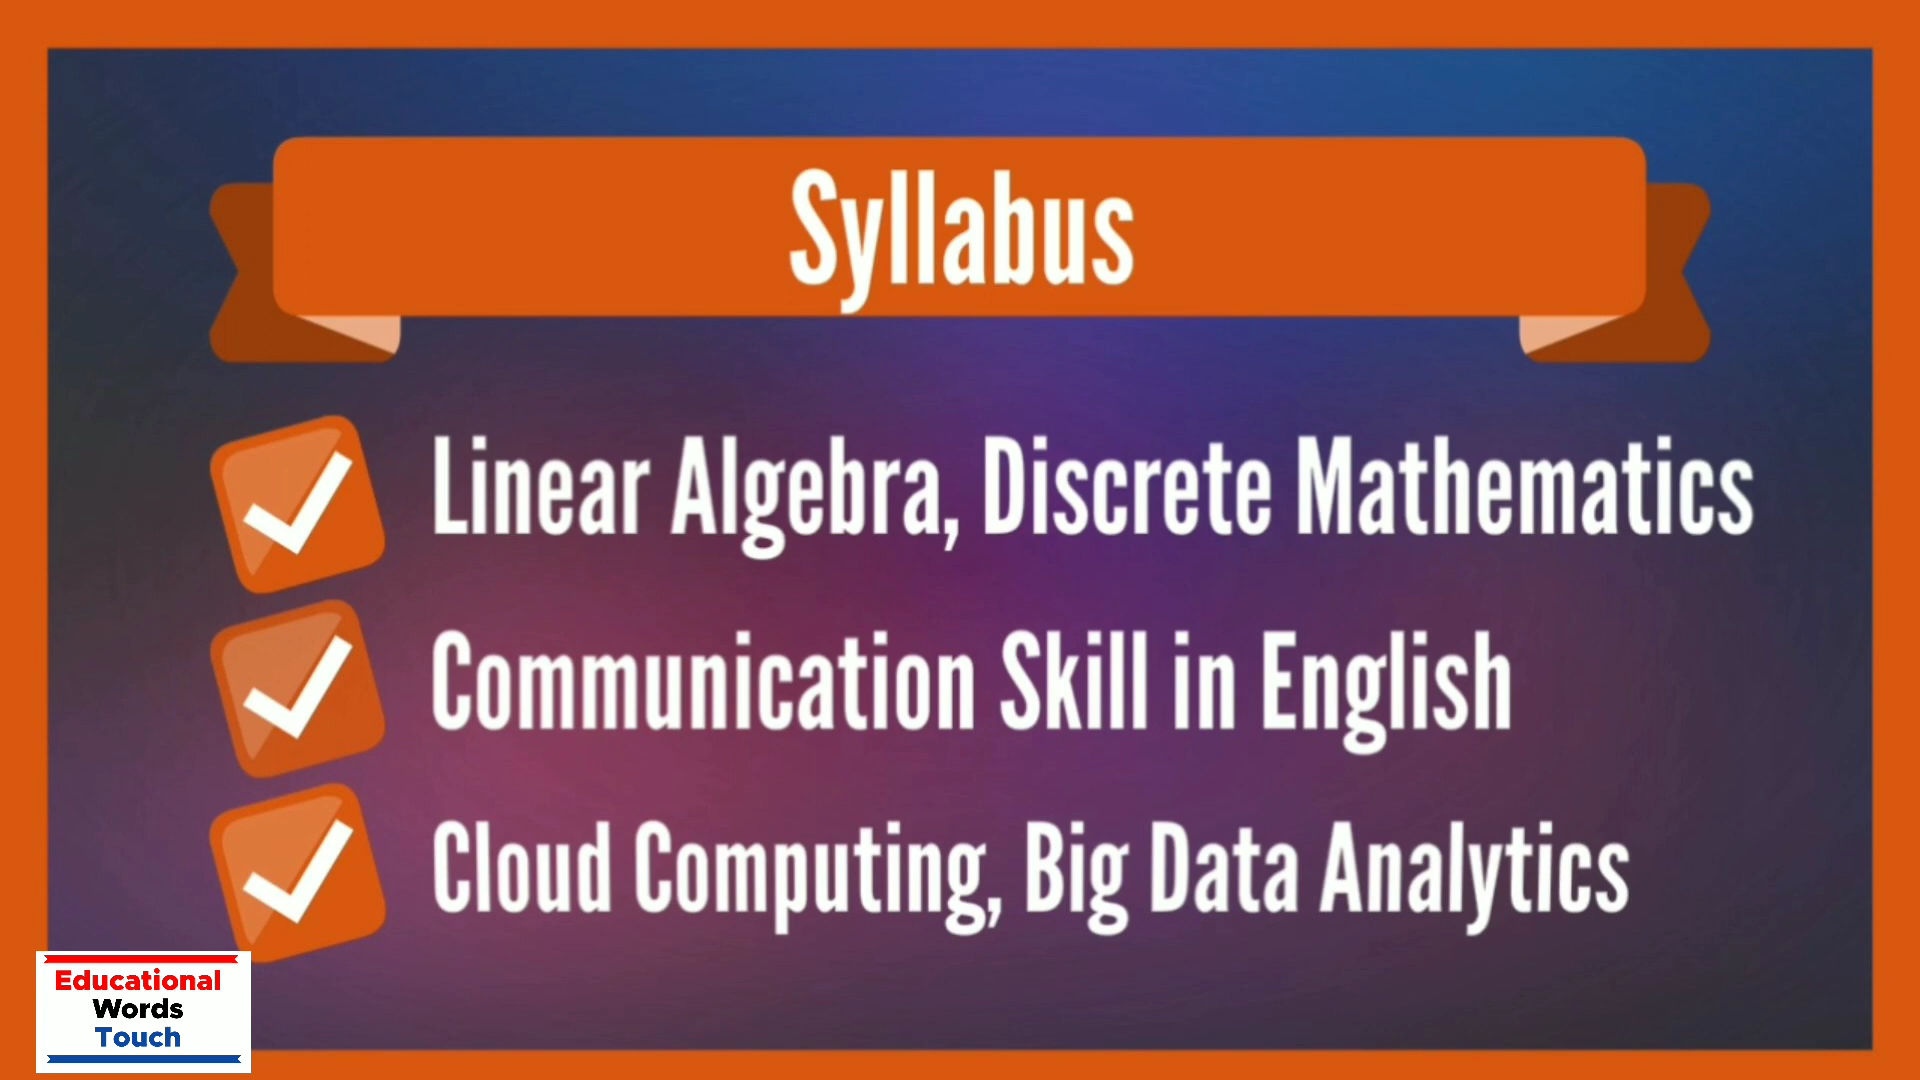 Syllabus
Linear Algebra, Discrete Mathematics
Communication Skill in English
Cloud Computing, Big Data Analytics
Educational
Words
Touch